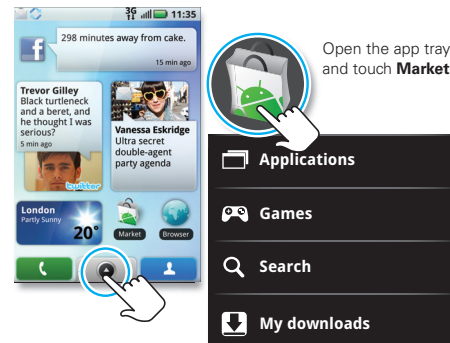 3G 11:35
298 minutes away from cake.
15 min ago
Trevor Gilley
Black turtleneck
and a beret, and
he thought I was
serious?
5 min ago
twitter
Vanessa Eskridge
Ultra secret
double-agent
party agenda
London
Partly Sunny
20°
Market
Browser
Open the app tray
and touch Market
Applications
Games
Search
My downloads